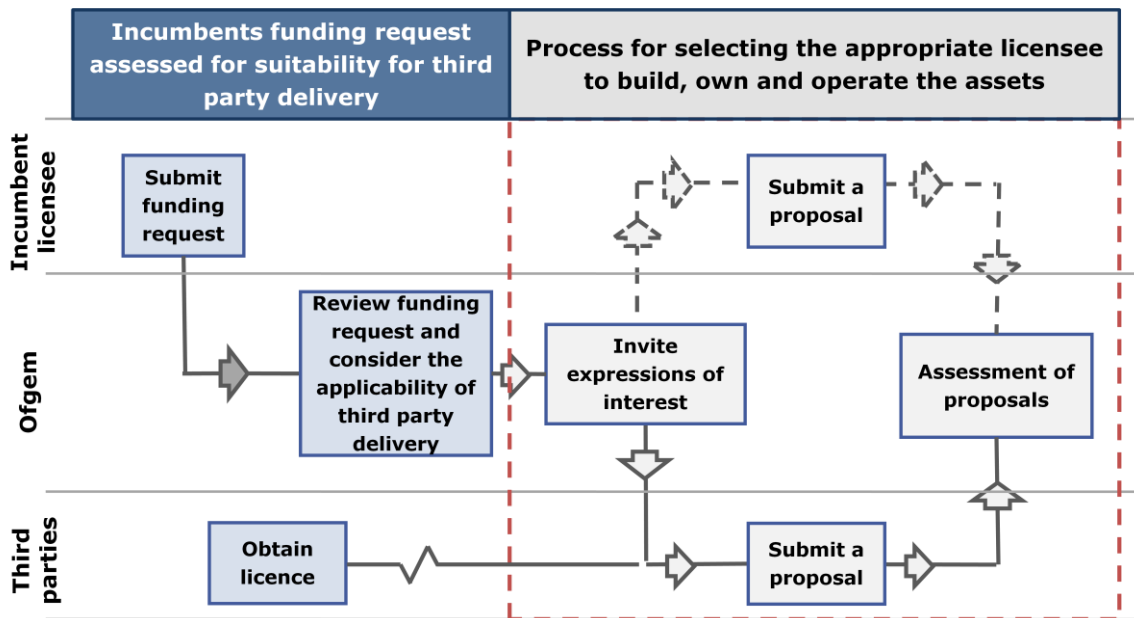 Incumbents funding request
assessed for suitability for third
party delivery
Process for selecting the appropriate licensee
to build, own and operate the assets
Incumbent
licensee
Submit
funding
request
Submit a
proposal
Ofgem
Review funding
request and
consider the
applicability of
third party
delivery
Invite
expressions of
interest
Assessment of
proposals
Third
parties
Obtain
licence
Submit a
proposal